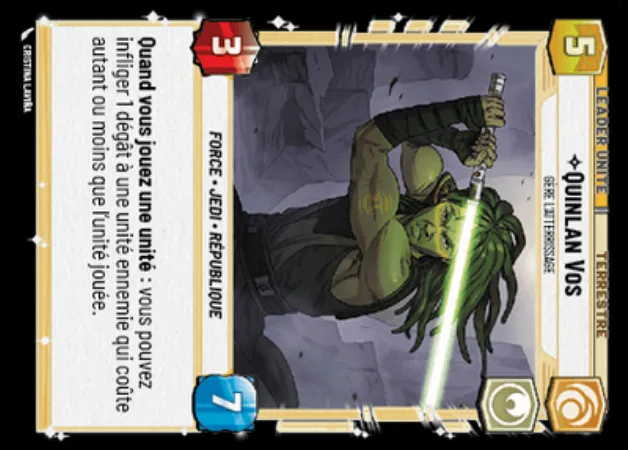 LEADER UNITÉ
TERRESTRE
5
QUINLAN VOS
GÈRE L'ATTERRISSAGE
3
7
FORCE • JEDI • RÉPUBLIQUE
Quand vous jouez une unité : vous pouvez
infliger 1 dégât à une unité ennemie qui coûte
autant ou moins que l'unité jouée.
CRISTINA LAVIÑA